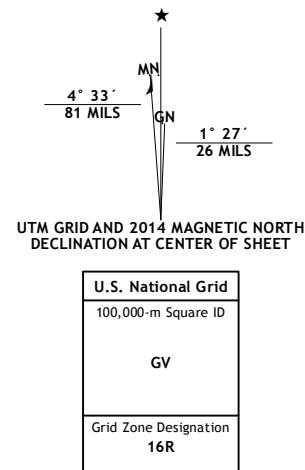 MN
4° 33´
81 MILS
GN
1° 27´
26 MILS
UTM GRID AND 2014 MAGNETIC NORTH
DECLINATION AT CENTER OF SHEET
U.S. National Grid
100,000-m Square ID
GV
Grid Zone Designation
16R